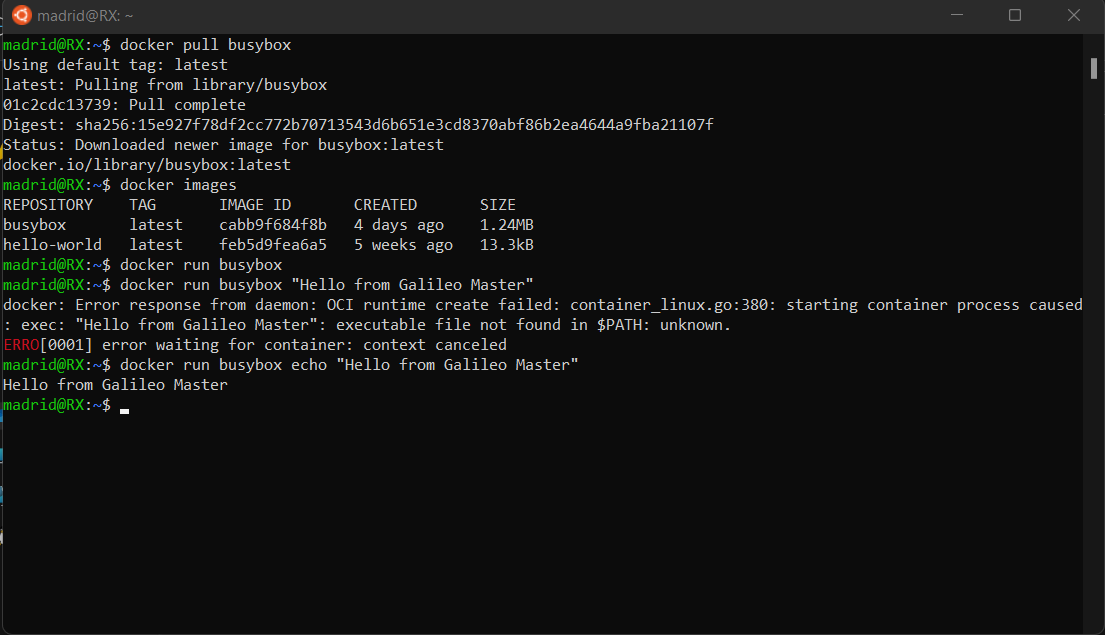 madrid@RX: ~
madrid@RX:~$ docker pull busybox
Using default tag: latest
latest: Pulling from library/busybox
01c2cdc13739: Pull complete
Digest: sha256:15e927f78df2cc772b70713543d6b651e3cd8370abf86b2ea4644a9fba21107f
Status: Downloaded newer image for busybox:latest
docker.io/library/busybox:latest
madrid@RX:~$ docker images
REPOSITORY    TAG       IMAGE ID       CREATED       SIZE
busybox       latest    cabb9f684f8b   4 days ago    1.24MB
hello-world   latest    feb5d9fea6a5   5 weeks ago   13.3kB
madrid@RX:~$ docker run busybox
madrid@RX:~$ docker run busybox "Hello from Galileo Master"
docker: Error response from daemon: OCI runtime create failed: container_linux.go:380: starting container process caused
: exec: "Hello from Galileo Master": executable file not found in $PATH: unknown.
ERRO[0001] error waiting for container: context canceled
madrid@RX:~$ docker run busybox echo "Hello from Galileo Master"
Hello from Galileo Master
madrid@RX:~$